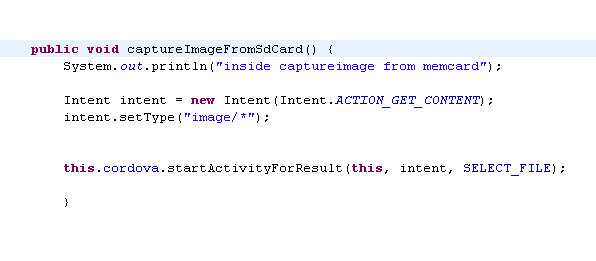 public void captureImageFromSdCard() {
System.out.println("inside captureimage from memcard");
Intent intent = new Intent(Intent.ACTION_GET_CONTENT);
intent.setType("image/*");
this.cordova.startActivityForResult(this, intent, SELECT_FILE);
}